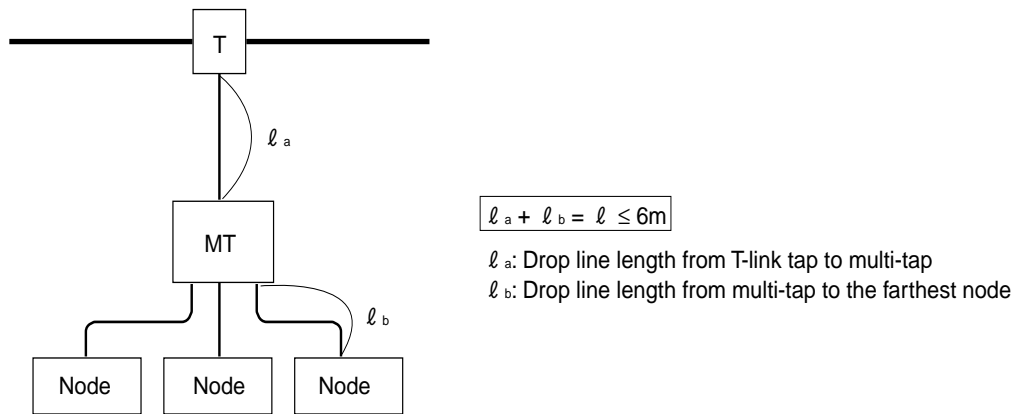 T
ℓ a
ℓ a + ℓ b = ℓ ≤ 6m
MT
ℓ a: Drop line length from T-link tap to multi-tap
ℓ b: Drop line length from multi-tap to the farthest node
ℓ b
Node Node Node